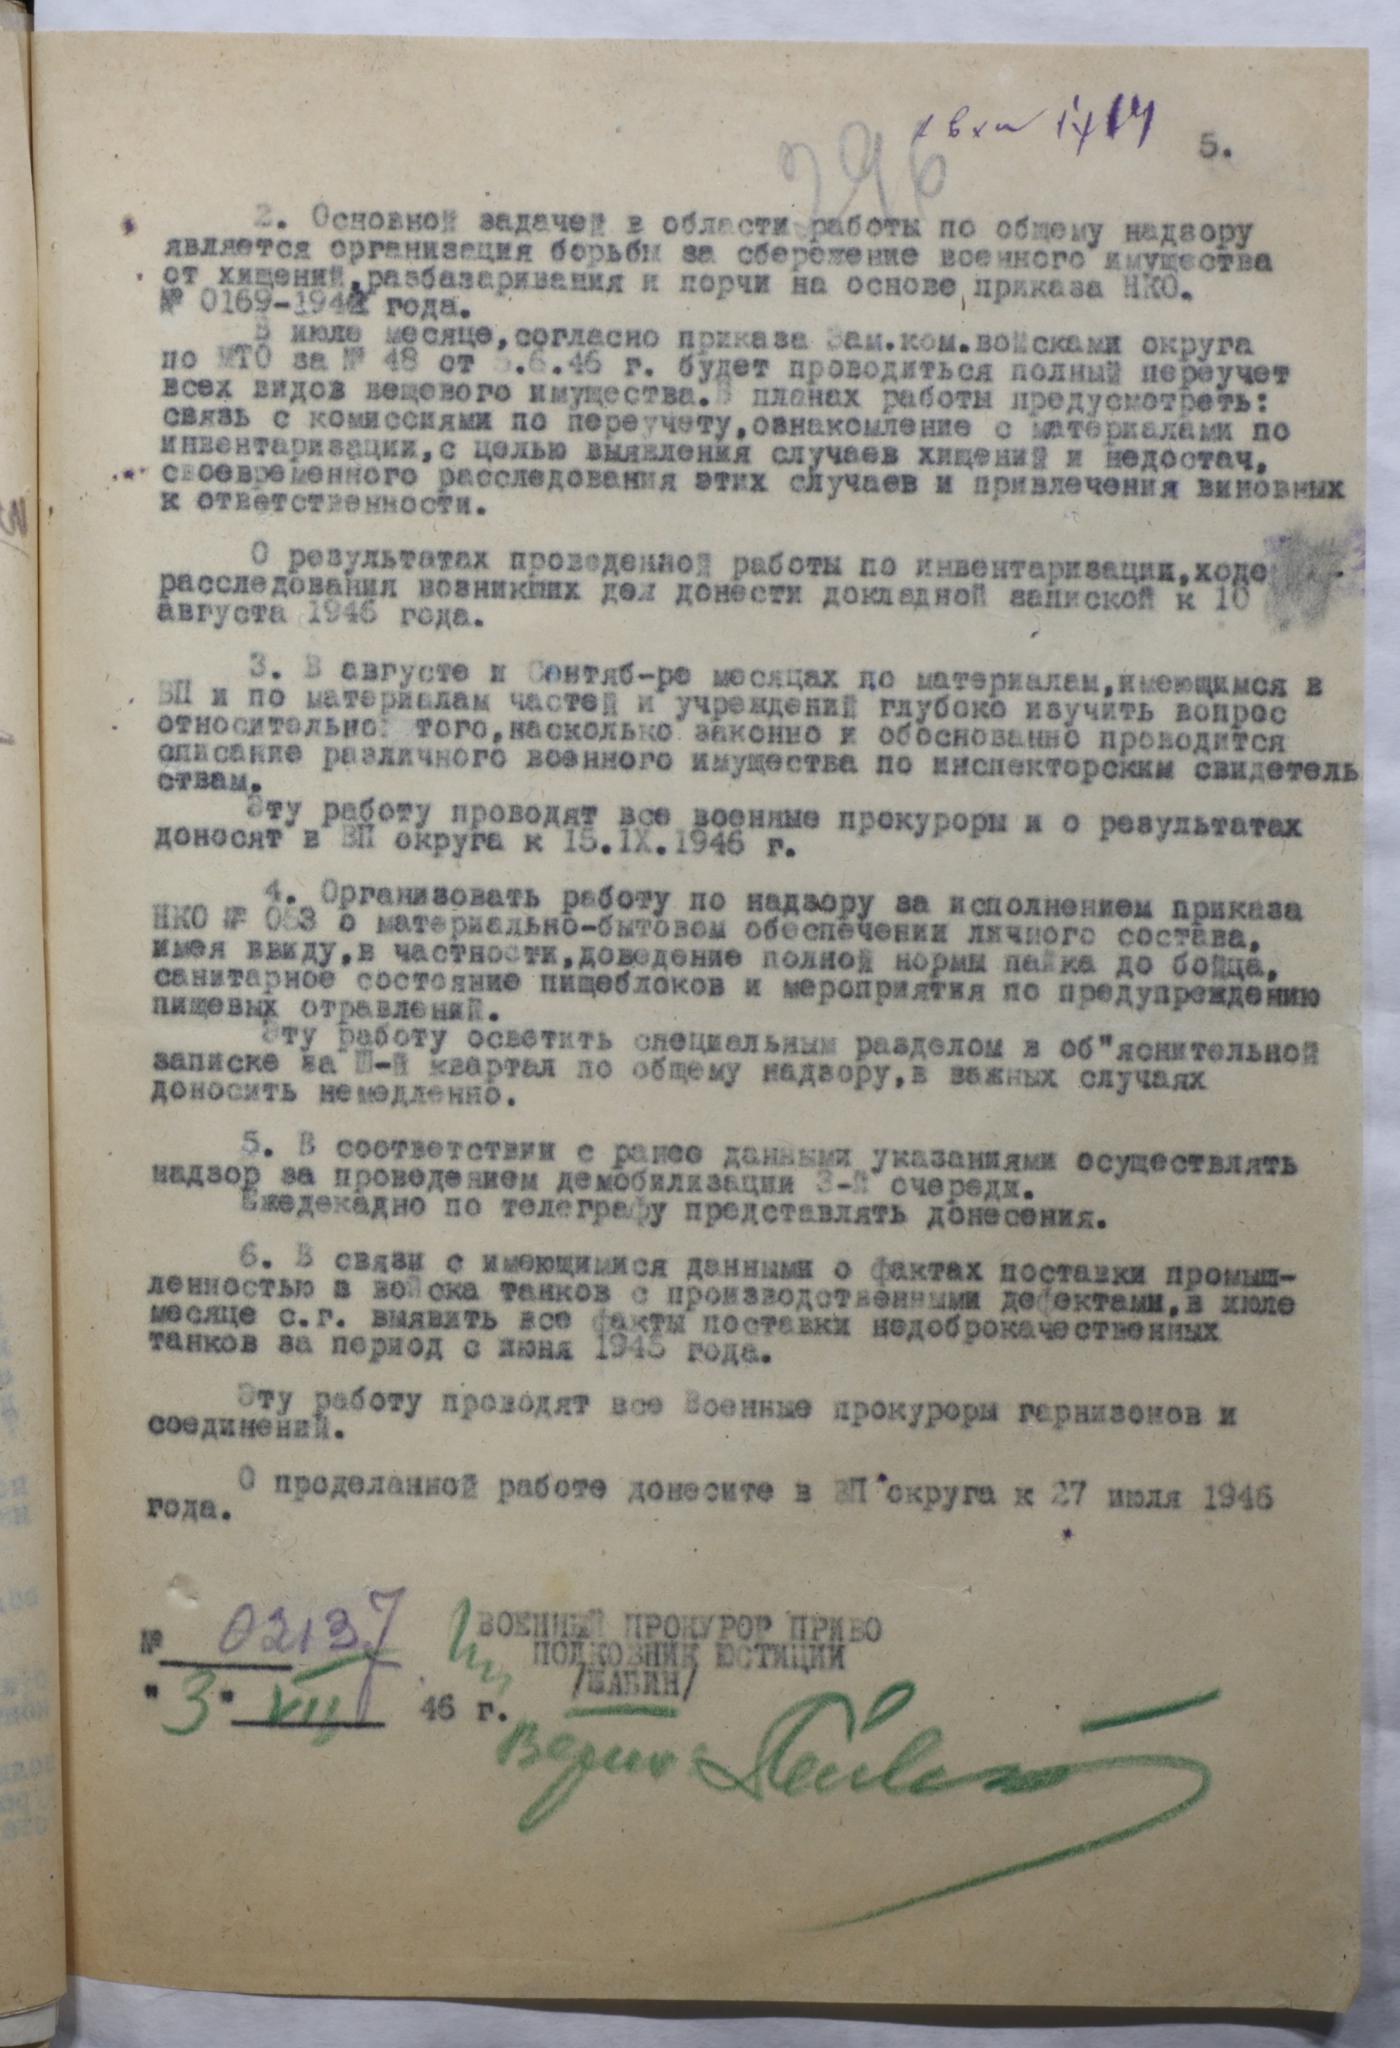 5.
296
2. Основной задачей в области работы по общему надзору
является организация борьбы за сбережение военного имущества
от хищений,разбазаривания и порчи на основе приказа НКО.
№ 0169-1942 года.
В июле месяце,согласно приказа Зам.ком.войсками округа
по МТО за № 48 от 5.6.46 г. будет проводиться полный переучет
всех видов вещевого имущества.В планах работы предусмотреть:
связь с комиссиями по переучету,ознакомление с материалами по
инвентаризации,с целью выявления случаев хищений и недостач,
своевременного расследования этих случаев и привлечения виновных
к ответственности.
О результатах проведенной работы по инвентаризации,ходе
расследования возникших дел донести докладной запиской к 10
августа 1946 года.
3. В августе и Сентяб-ре месяцах по материалам,имеющимся в
ВП и по материалам частей и учреждений глубоко изучить вопрос
относительно того,насколько законно и обоснованно проводится
списание различного военного имущества по инспекторским свидетель
ствам.
Эту работу проводят все военные прокуроры и о результатах
доносят в ВП округа к 15.IX.1946 г.
4. Организовать работу по надзору за исполнением приказа
НКО № 063 о материально-бытовом обеспечении личного состава,
имея ввиду,в частности,доведение полной нормы пайка до бойца,
санитарное состояние пищеблоков и мероприятия по предупреждению
пищевых отравлений.
Эту работу осветить специальным разделом в об"яснительной
записке за Ш-й квартал по общему надзору,в важных случаях
доносить немедленно.
5. В соответствии с ранее данными указаниями осуществлять
надзор за проведением демобилизации 3-й очереди.
Ежедекадно по телеграфу представлять донесения.
6. В связи с имеющимися данными о фактах поставки промыш-
ленностью в войска танков с производственными дефектами,в июле
месяце с.г. выявить все факты поставки недоброкачественных
танков за период с июня 1945 года.
Эту работу проводят все Военные прокуроры гарнизонов и
соединений.
О проделанной работе донесите в ВП округа к 27 июля 1946
года.
№ 02137
"3" VII 46 г.
ВОЕННЫЙ ПРОКУРОР ПРИВО
ПОЛКОВНИК ЮСТИЦИИ
/ШАБИН/
Верно: